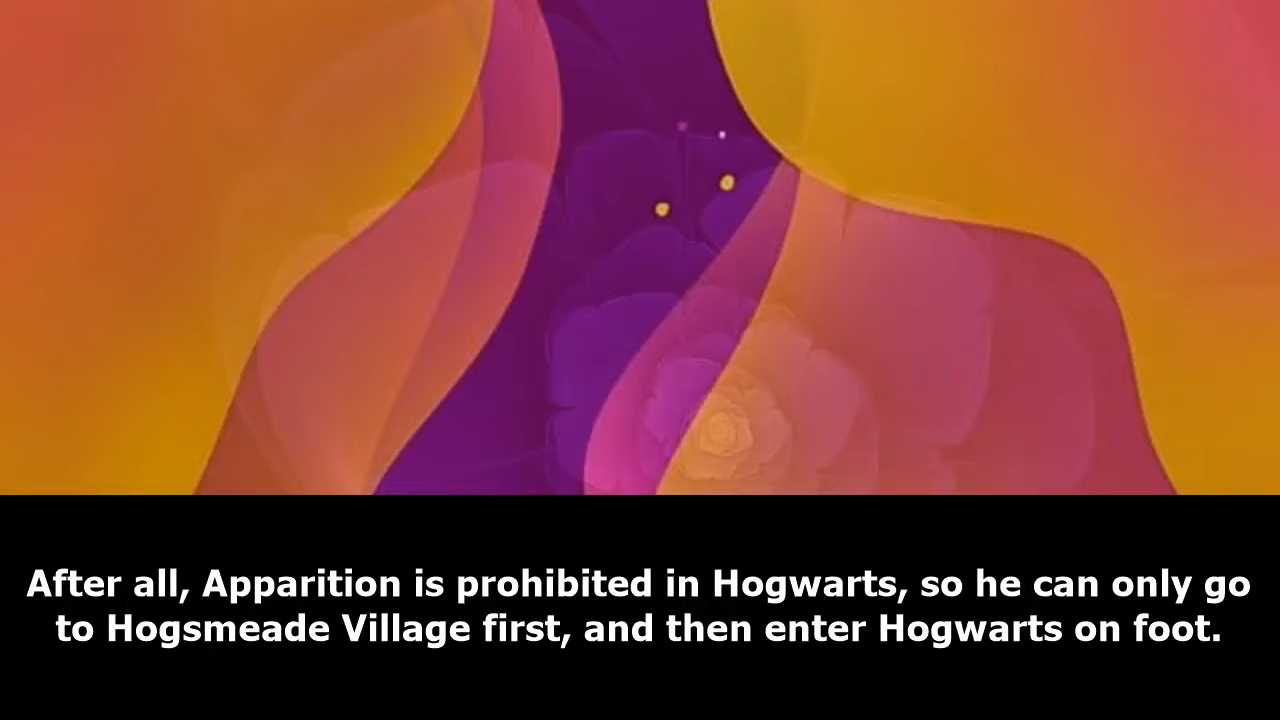 After all, Apparition is prohibited in Hogwarts, so he can only go
to Hogsmeade Village first, and then enter Hogwarts on foot.